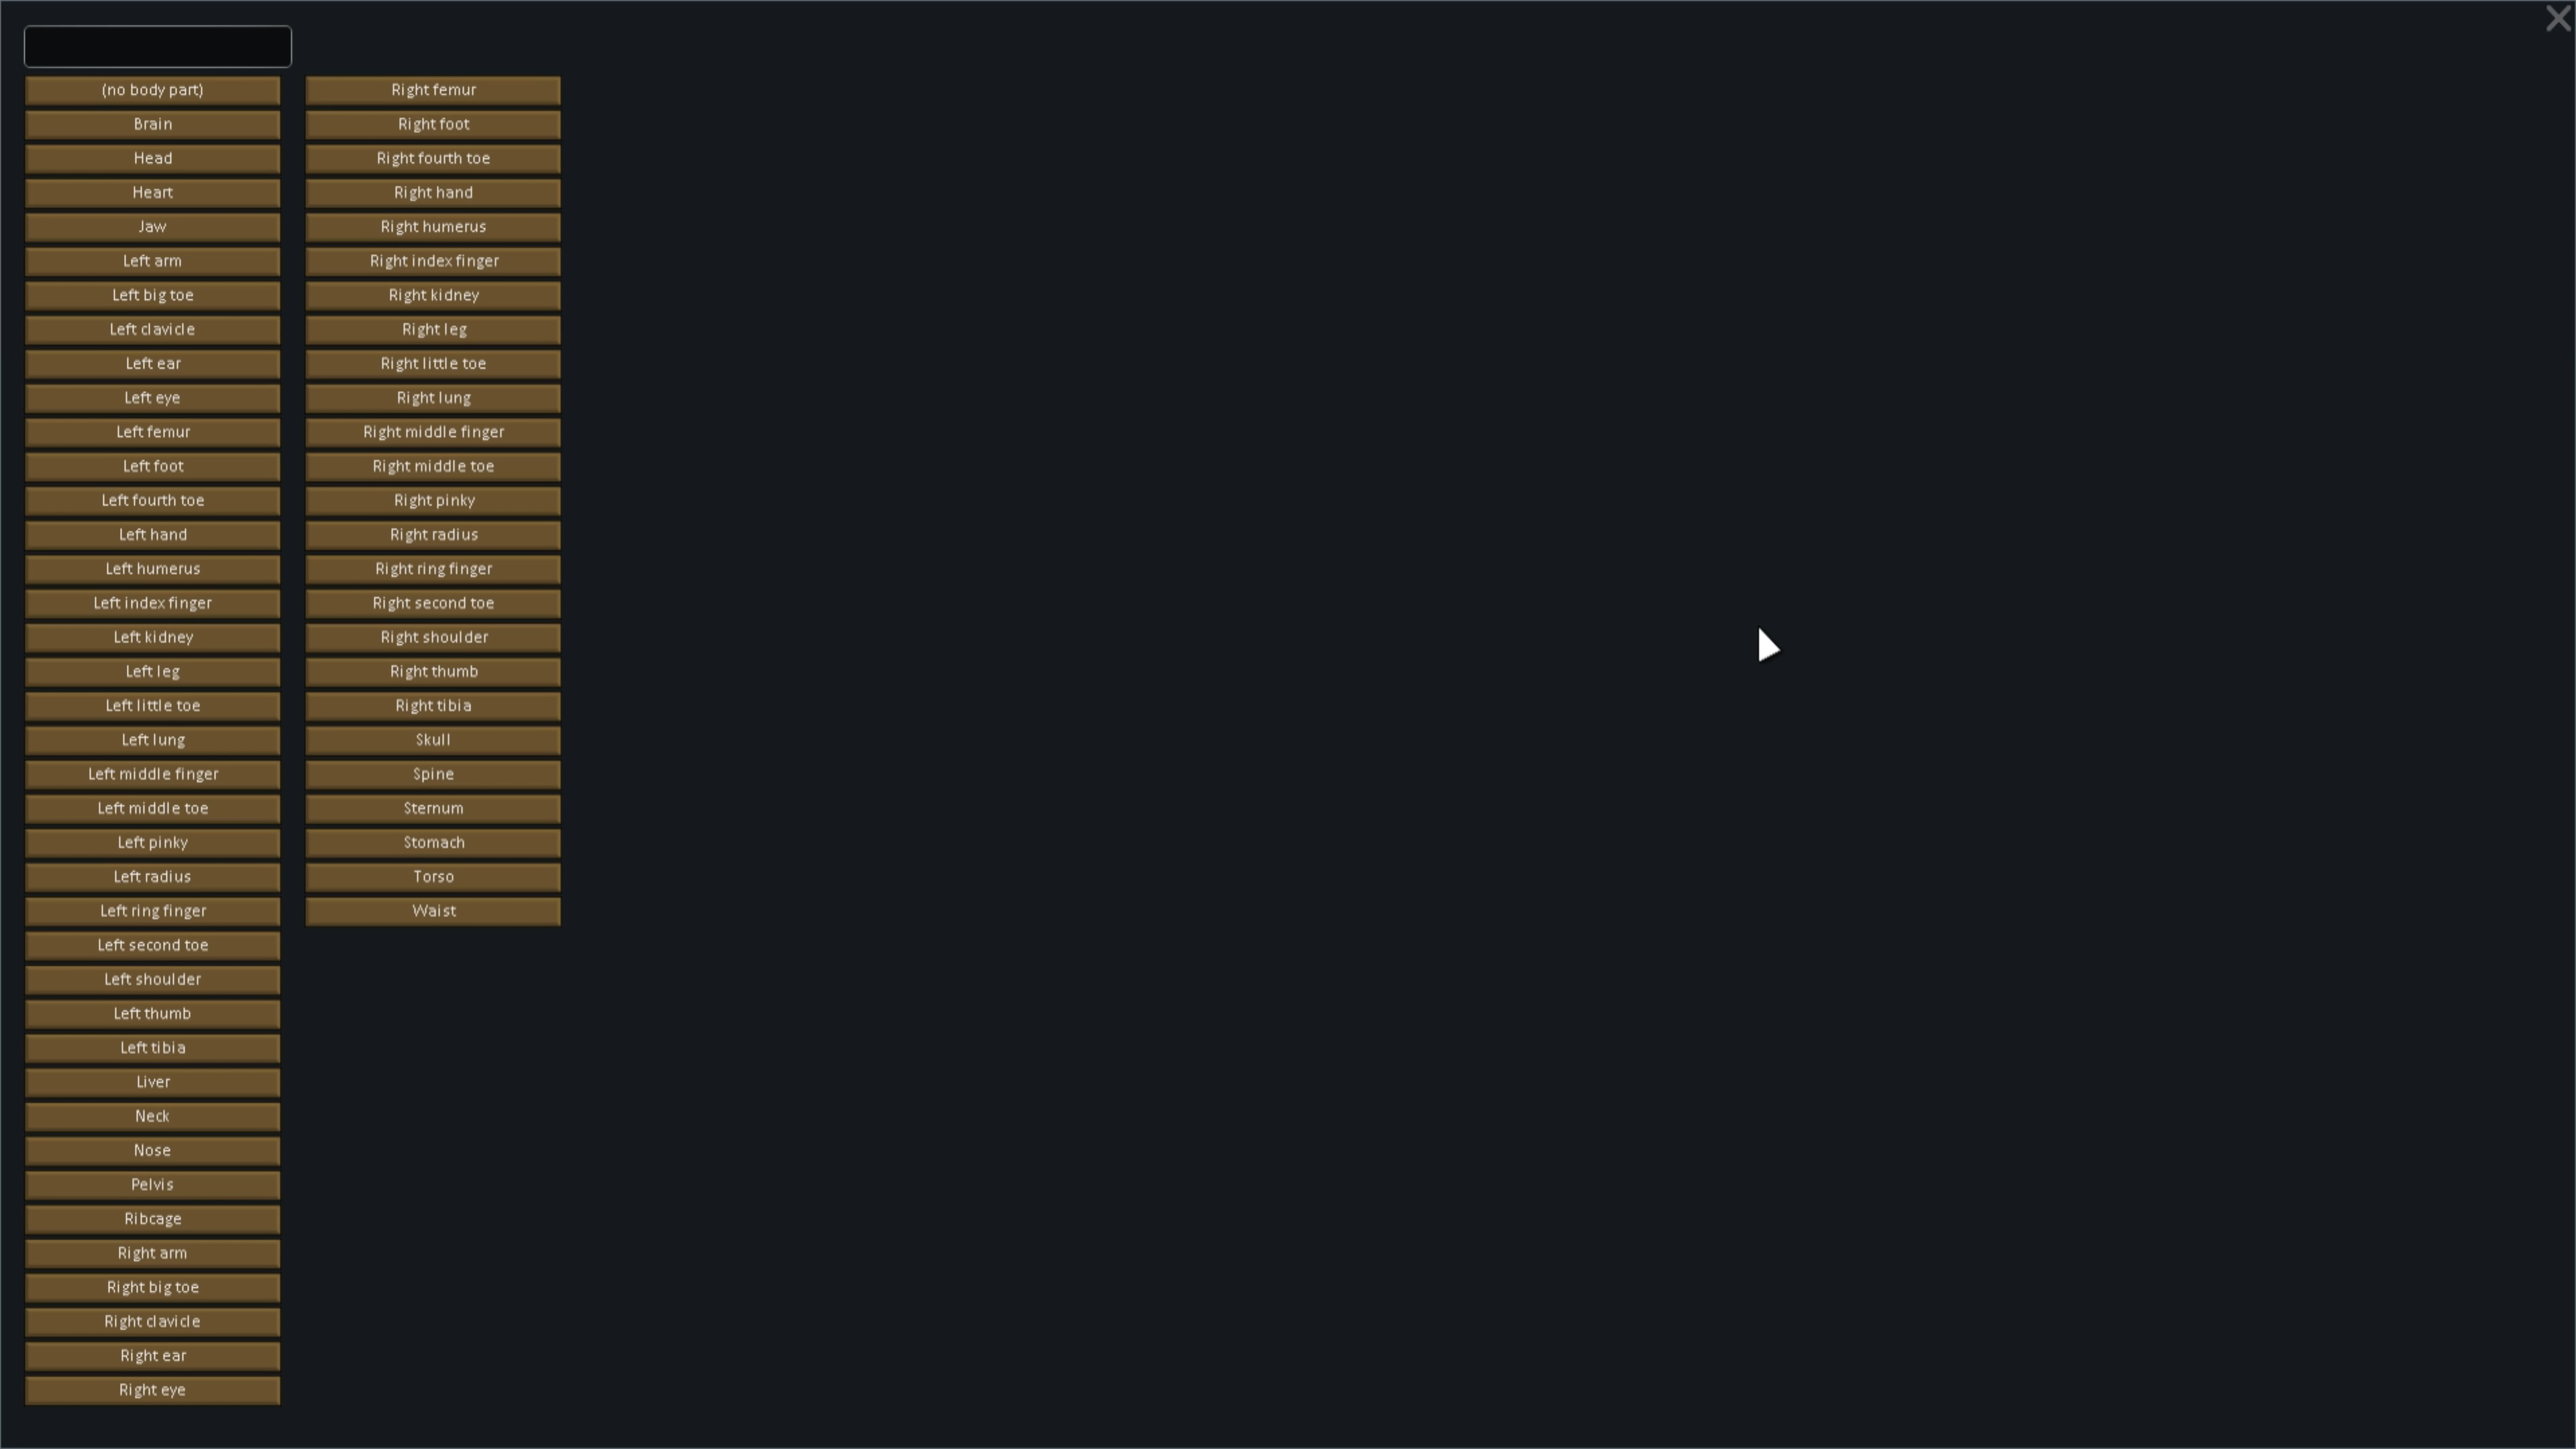 (no body part)
Brain
Head
Heart
Jaw
Left arm
Left big toe
Left clavicle
Left ear
Left eye
Left femur
Left foot
Left fourth toe
Left hand
Left humerus
Left index finger
Left kidney
Left leg
Left little toe
Left lung
Left middle finger
Left middle toe
Left pinky
Left radius
Left ring finger
Left second toe
Left shoulder
Left thumb
Left tibia
Liver
Neck
Nose
Pelvis
Ribcage
Right arm
Right big toe
Right clavicle
Right ear
Right eye
Right femur
Right foot
Right fourth toe
Right hand
Right humerus
Right index finger
Right kidney
Right leg
Right little toe
Right lung
Right middle finger
Right middle toe
Right pinky
Right radius
Right ring finger
Right second toe
Right shoulder
Right thumb
Right tibia
Skull
Spine
Sternum
Stomach
Torso
Waist